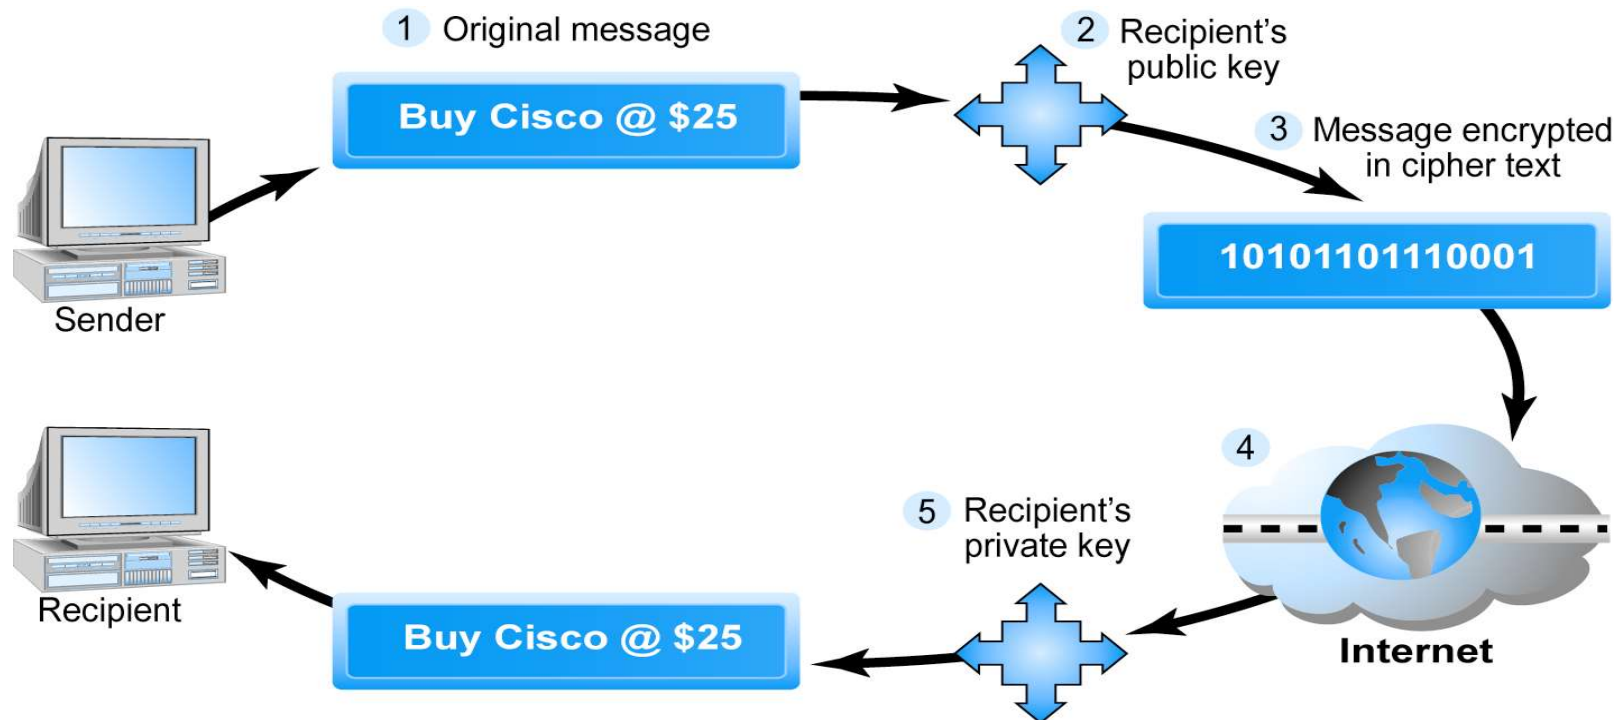 1 Original message
Buy Cisco @ $25
2 Recipient's
public key
3 Message encrypted
in cipher text
10101101110001
Sender
4
Internet
5 Recipient's
private key
Buy Cisco @ $25
Recipient